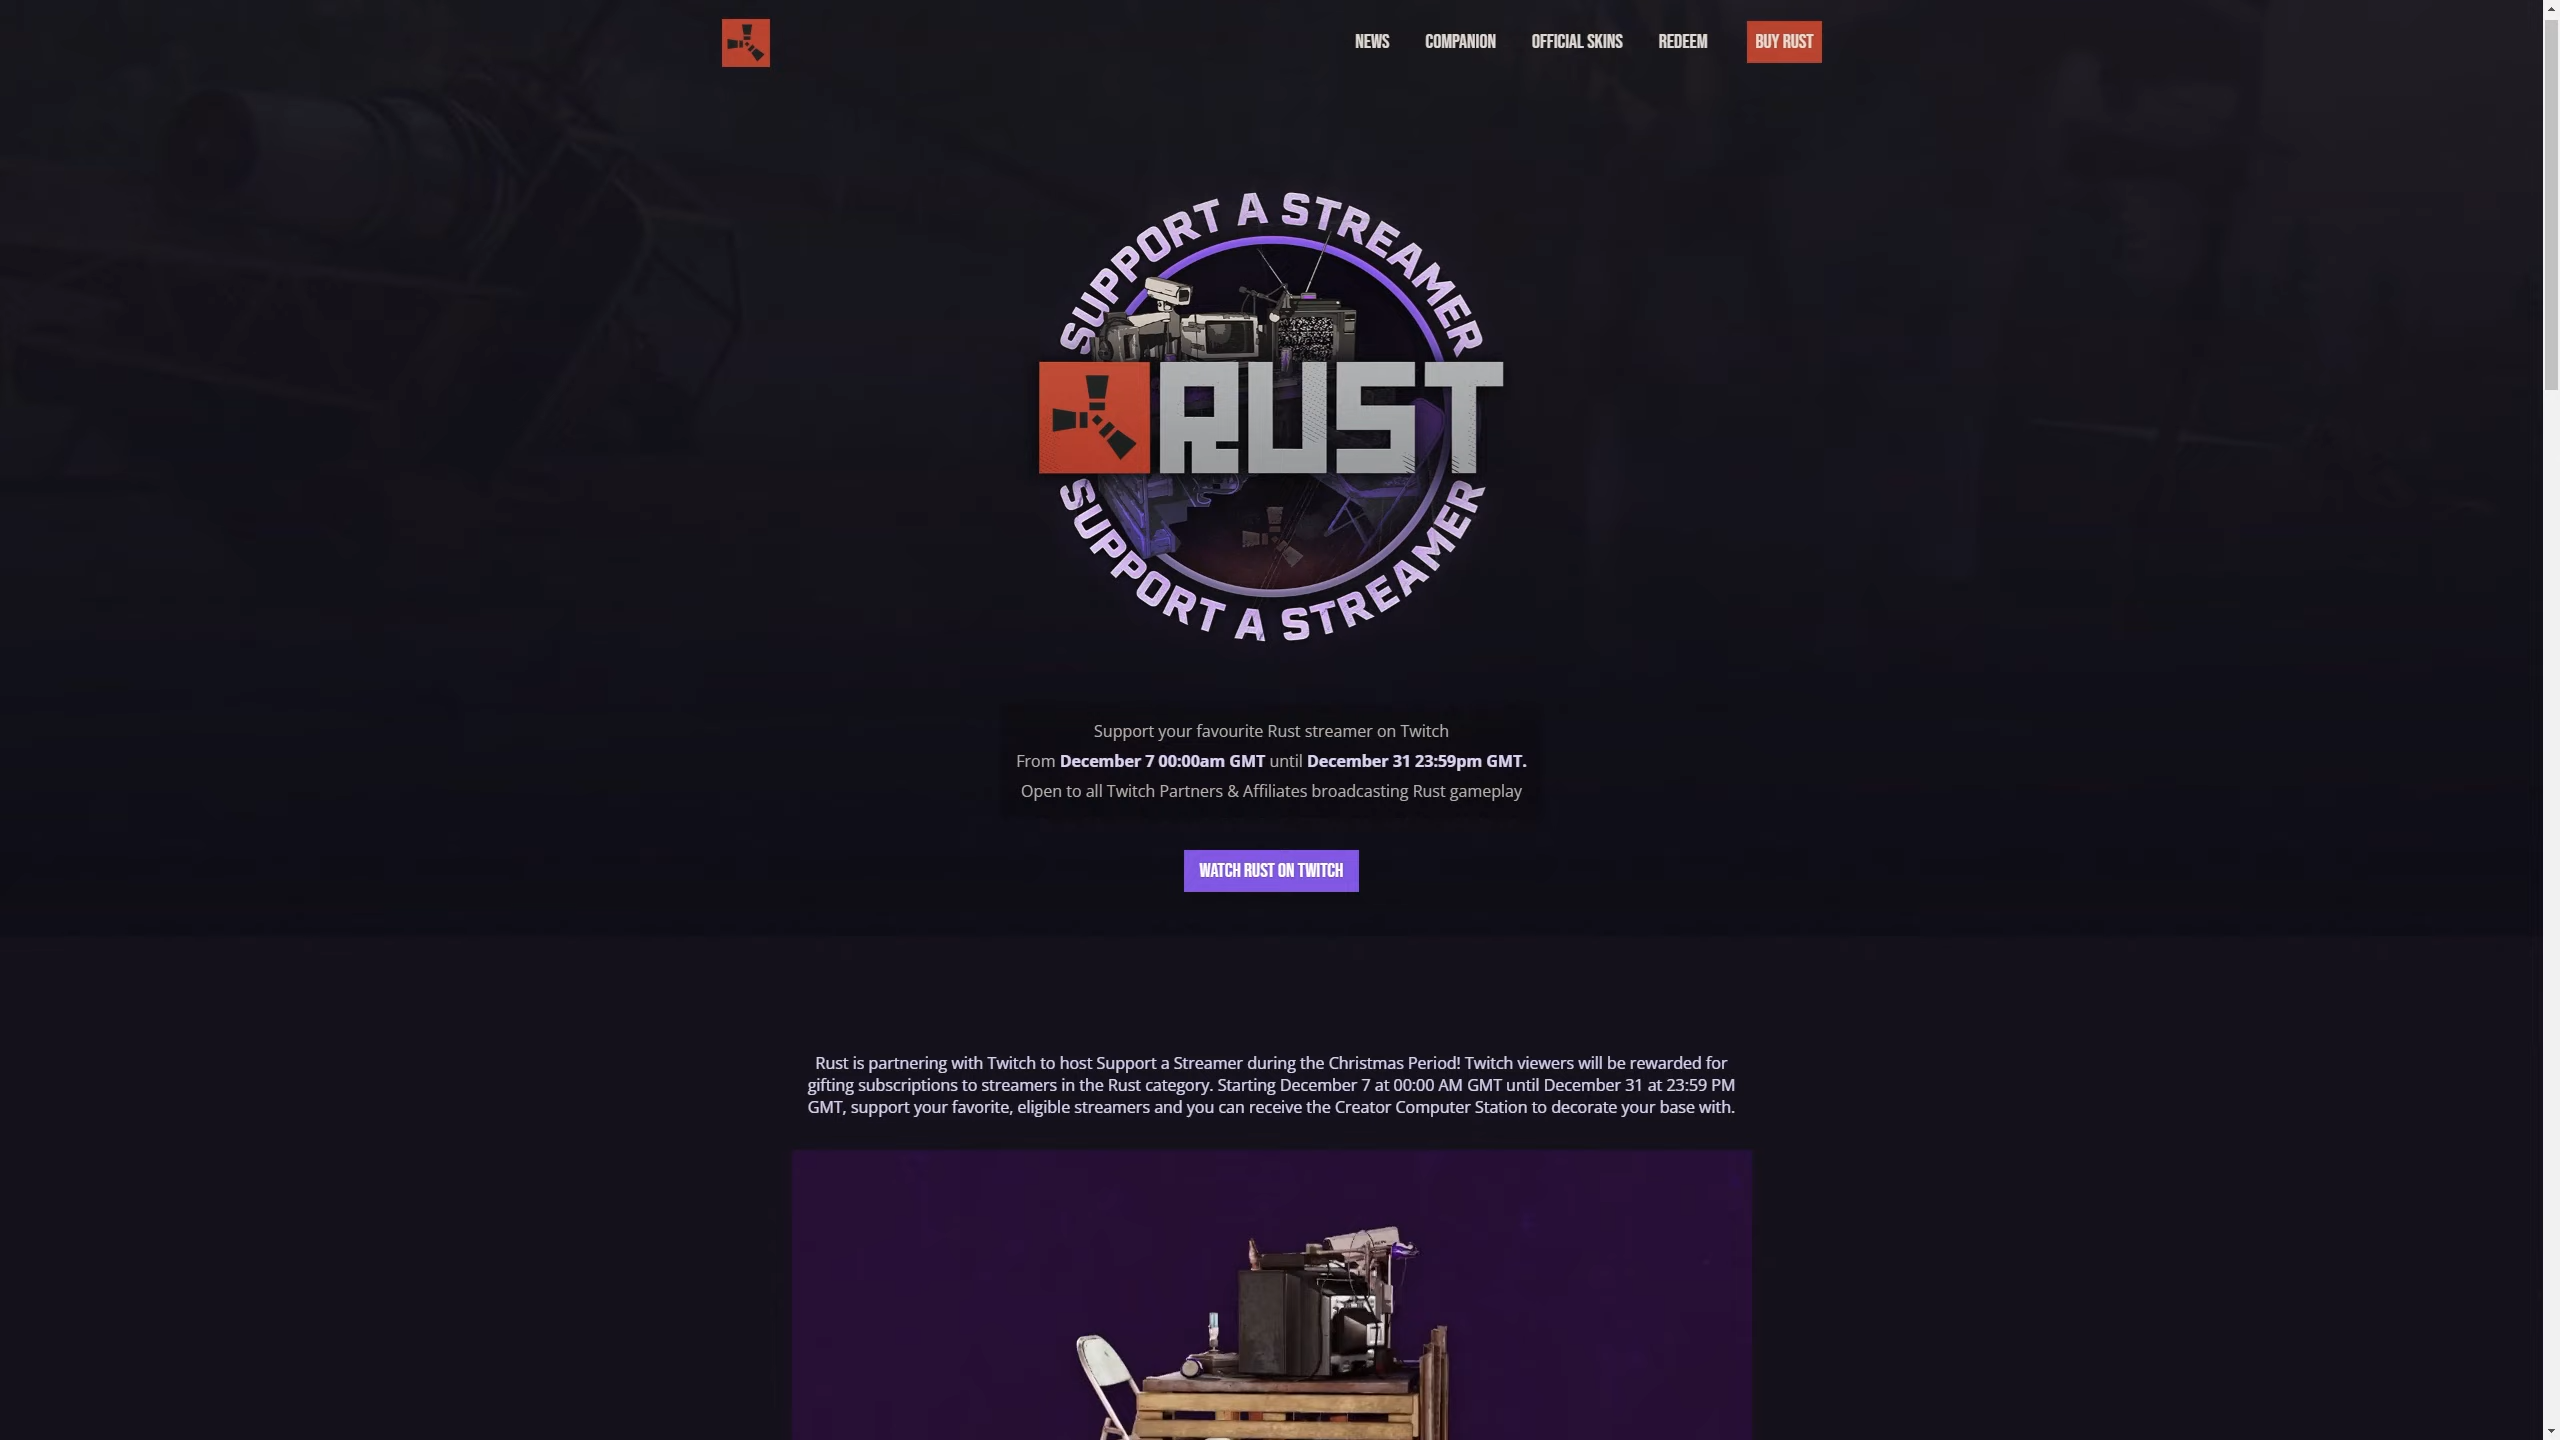 NEWS COMPANION OFFICIAL SKINS REDEEM BUY RUST
SUPPORT A STREAMER
RUST
SUPPORT A STREAMER
Support your favourite Rust streamer on Twitch
From December 7 00:00am GMT until December 31 23:59pm GMT.
Open to all Twitch Partners & Affiliates broadcasting Rust gameplay
WATCH RUST ON TWITCH
Rust is partnering with Twitch to host Support a Streamer during the Christmas Period! Twitch viewers will be rewarded for
gifting subscriptions to streamers in the Rust category. Starting December 7 at 00:00 AM GMT until December 31 at 23:59 PM
GMT, support your favorite, eligible streamers and you can receive the Creator Computer Station to decorate your base with.